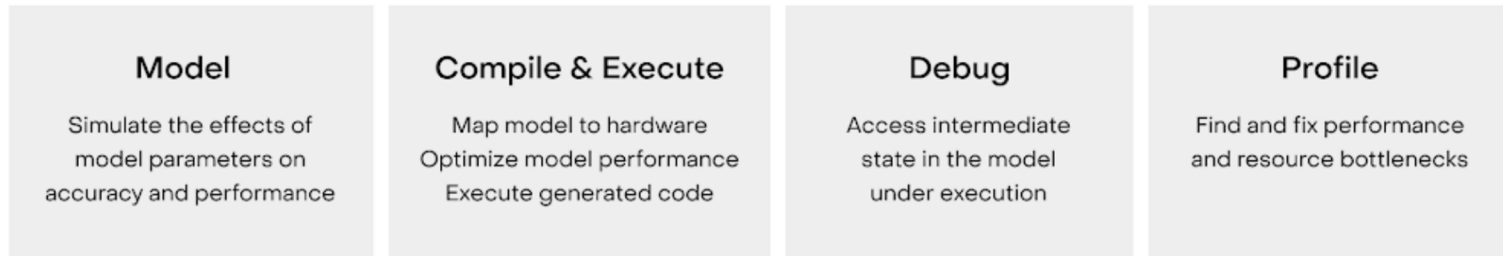 Model
Simulate the effects of
model parameters on
accuracy and performance
Compile & Execute
Map model to hardware
Optimize model performance
Execute generated code
Debug
Access intermediate
state in the model
under execution
Profile
Find and fix performance
and resource bottlenecks